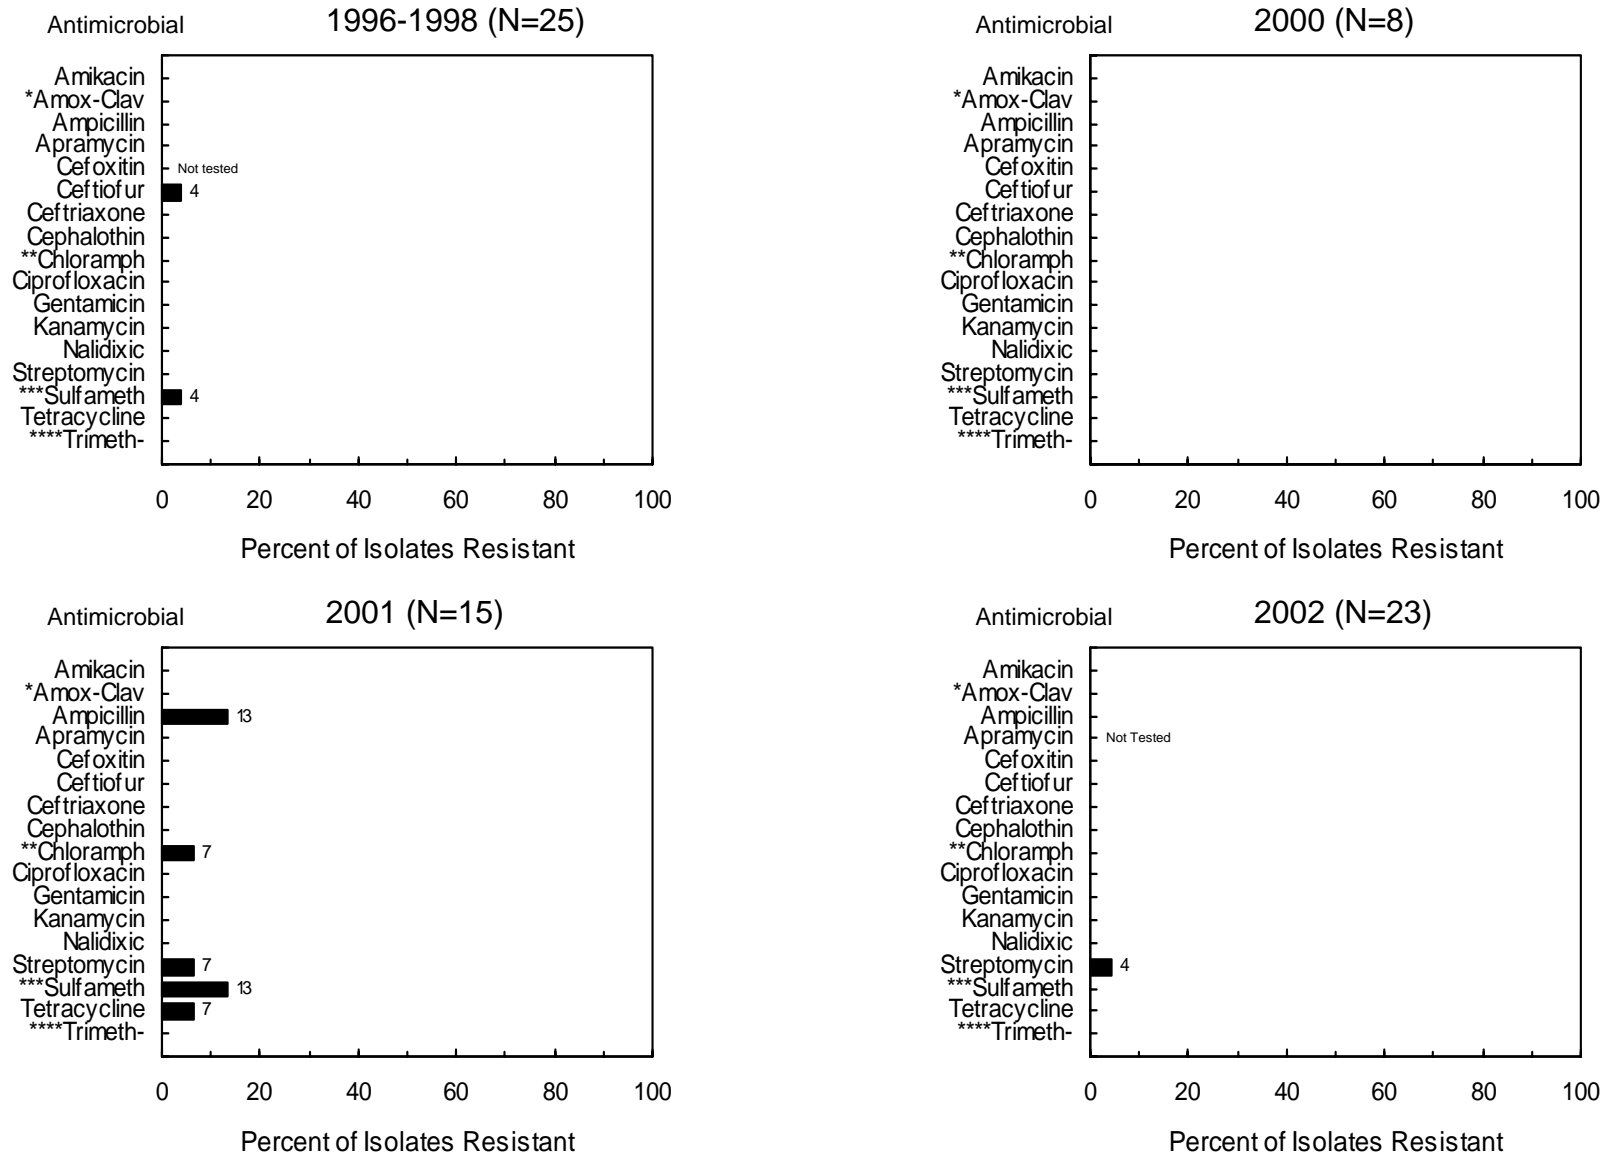 Antimicrobial 1996-1998 (N=25)
Amikacin
*Amox-Clav
Ampicillin
Apramycin
Cefoxitin Not tested
Ceftiofur 4
Ceftriaxone
Cephalothin
**Chloramph
Ciprofloxacin
Gentamicin
Kanamycin
Nalidixic
Streptomycin
***Sulfameth 4
Tetracycline
****Trimeth-
0 20 40 60 80 100
Percent of Isolates Resistant
Antimicrobial 2000 (N=8)
Amikacin
*Amox-Clav
Ampicillin
Apramycin
Cefoxitin
Ceftiofur
Ceftriaxone
Cephalothin
**Chloramph
Ciprofloxacin
Gentamicin
Kanamycin
Nalidixic
Streptomycin
***Sulfameth
Tetracycline
****Trimeth-
0 20 40 60 80 100
Percent of Isolates Resistant
Antimicrobial 2001 (N=15)
Amikacin
*Amox-Clav
Ampicillin 13
Apramycin
Cefoxitin
Ceftiofur
Ceftriaxone
Cephalothin
**Chloramph 7
Ciprofloxacin
Gentamicin
Kanamycin
Nalidixic
Streptomycin 7
***Sulfameth 13
Tetracycline 7
****Trimeth-
0 20 40 60 80 100
Percent of Isolates Resistant
Antimicrobial 2002 (N=23)
Amikacin
*Amox-Clav
Ampicillin
Apramycin Not Tested
Cefoxitin
Ceftiofur
Ceftriaxone
Cephalothin
**Chloramph
Ciprofloxacin
Gentamicin
Kanamycin
Nalidixic
Streptomycin 4
***Sulfameth
Tetracycline
****Trimeth-
0 20 40 60 80 100
Percent of Isolates Resistant